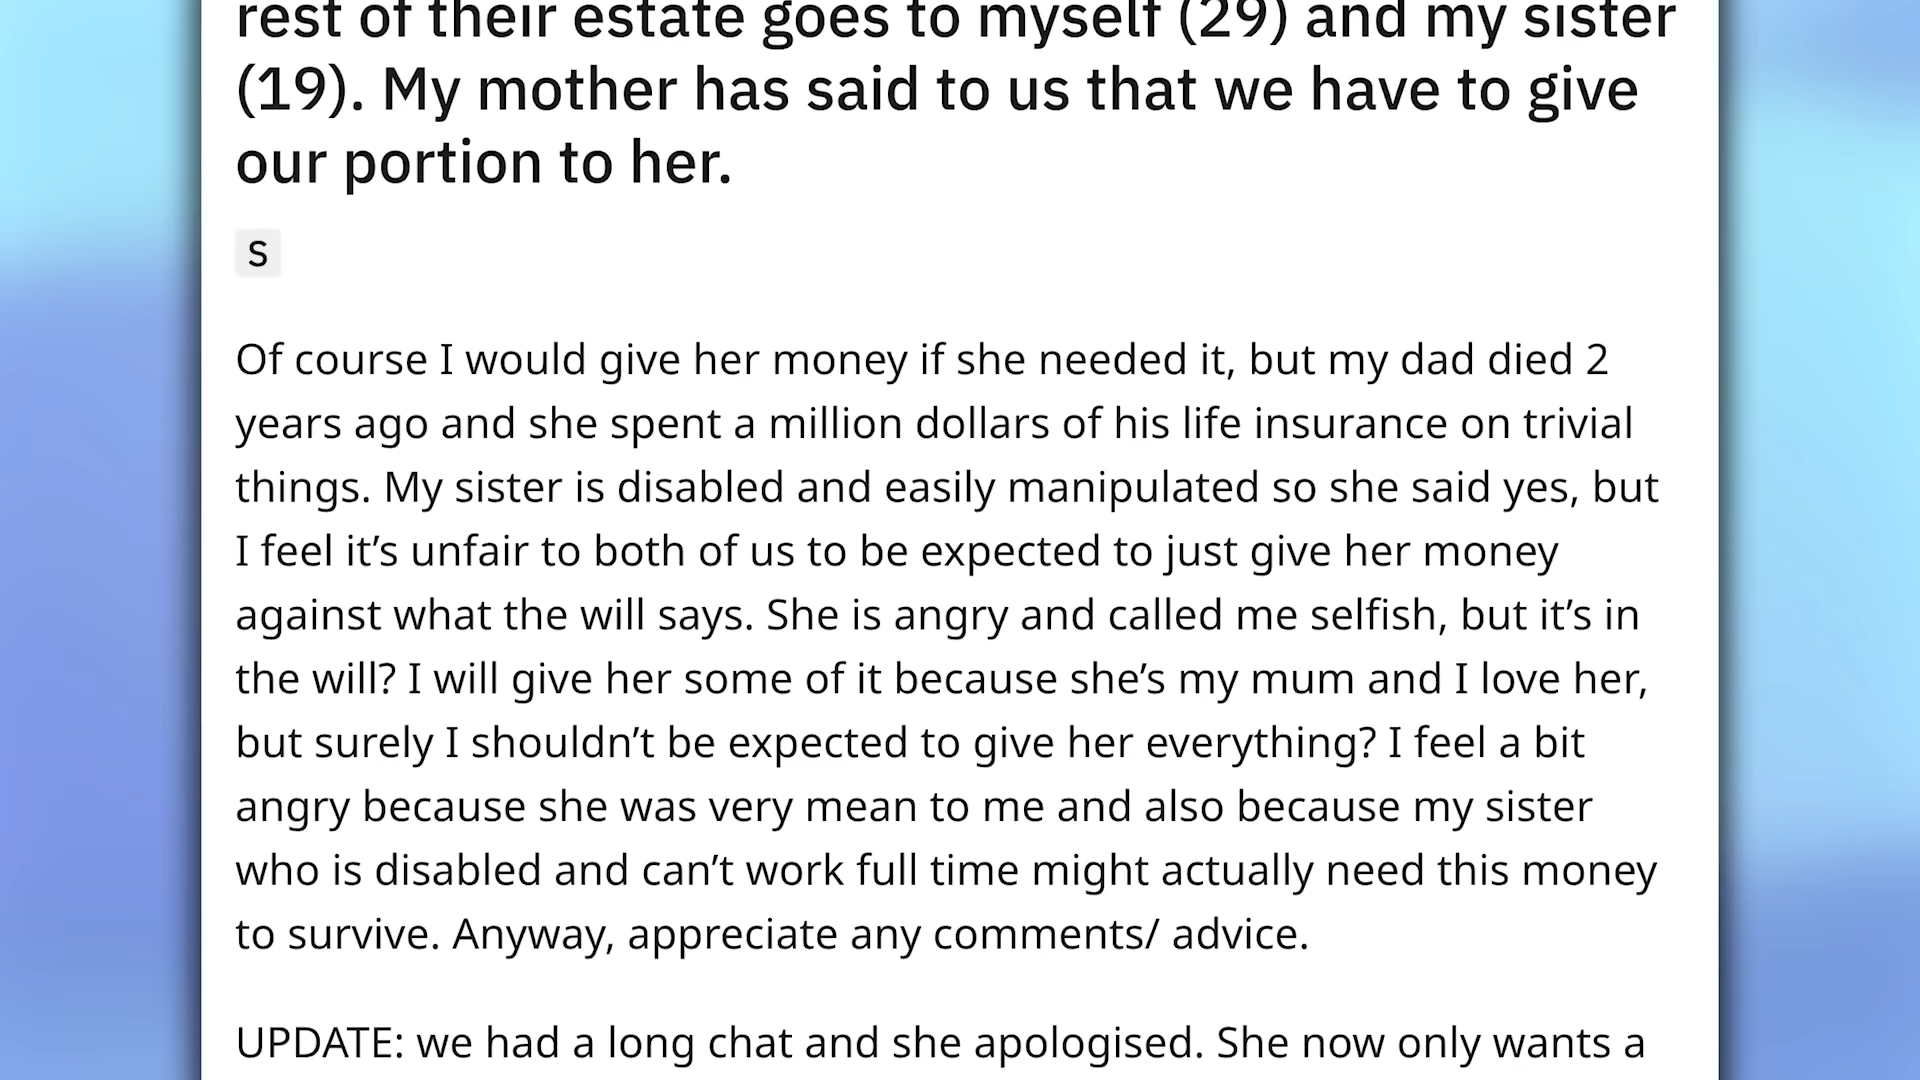 rest of their estate goes to myself (29) and my sister
(19). My mother has said to us that we have to give
our portion to her.
S
Of course I would give her money if she needed it, but my dad died 2
years ago and she spent a million dollars of his life insurance on trivial
things. My sister is disabled and easily manipulated so she said yes, but
I feel it’s unfair to both of us to be expected to just give her money
against what the will says. She is angry and called me selfish, but it’s in
the will? I will give her some of it because she’s my mum and I love her,
but surely I shouldn’t be expected to give her everything? I feel a bit
angry because she was very mean to me and also because my sister
who is disabled and can’t work full time might actually need this money
to survive. Anyway, appreciate any comments/ advice.
UPDATE: we had a long chat and she apologised. She now only wants a